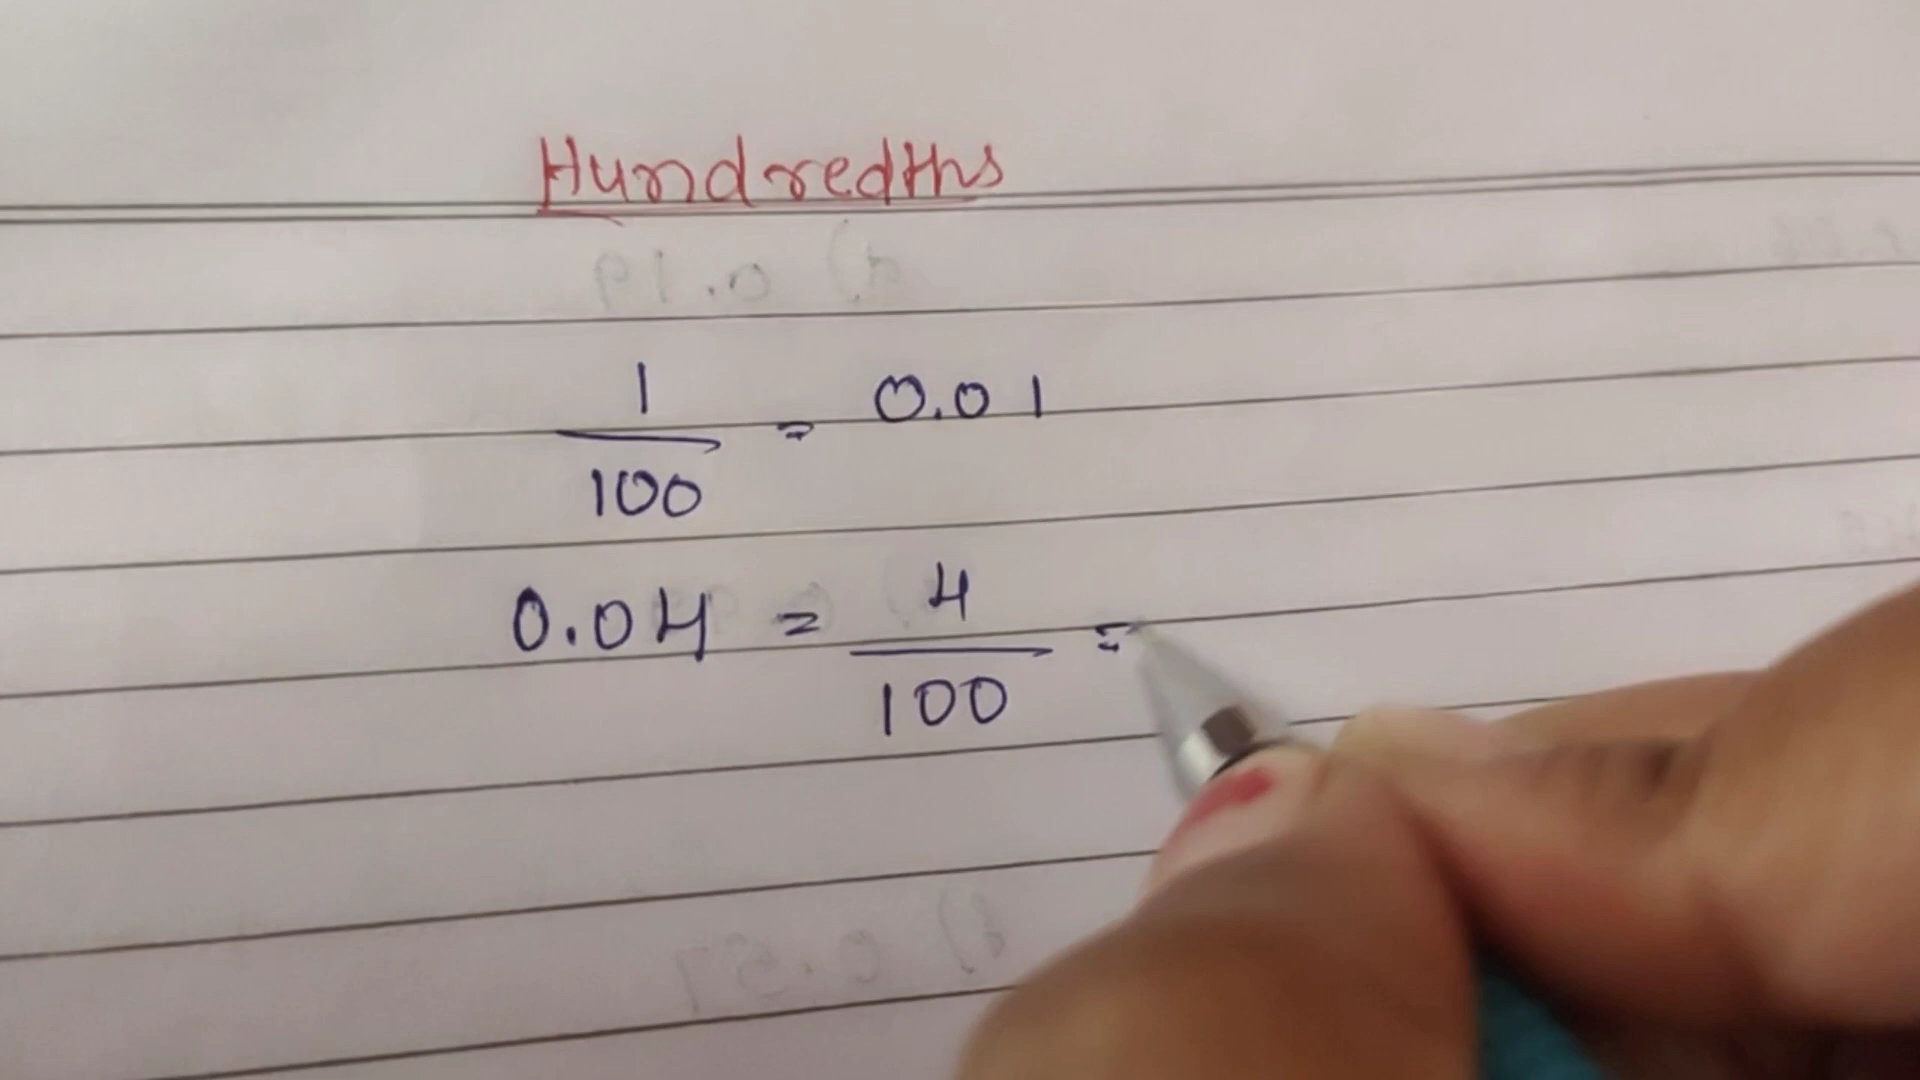 Hundredths
1/100 = 0.01
0.04 = 4/100 =